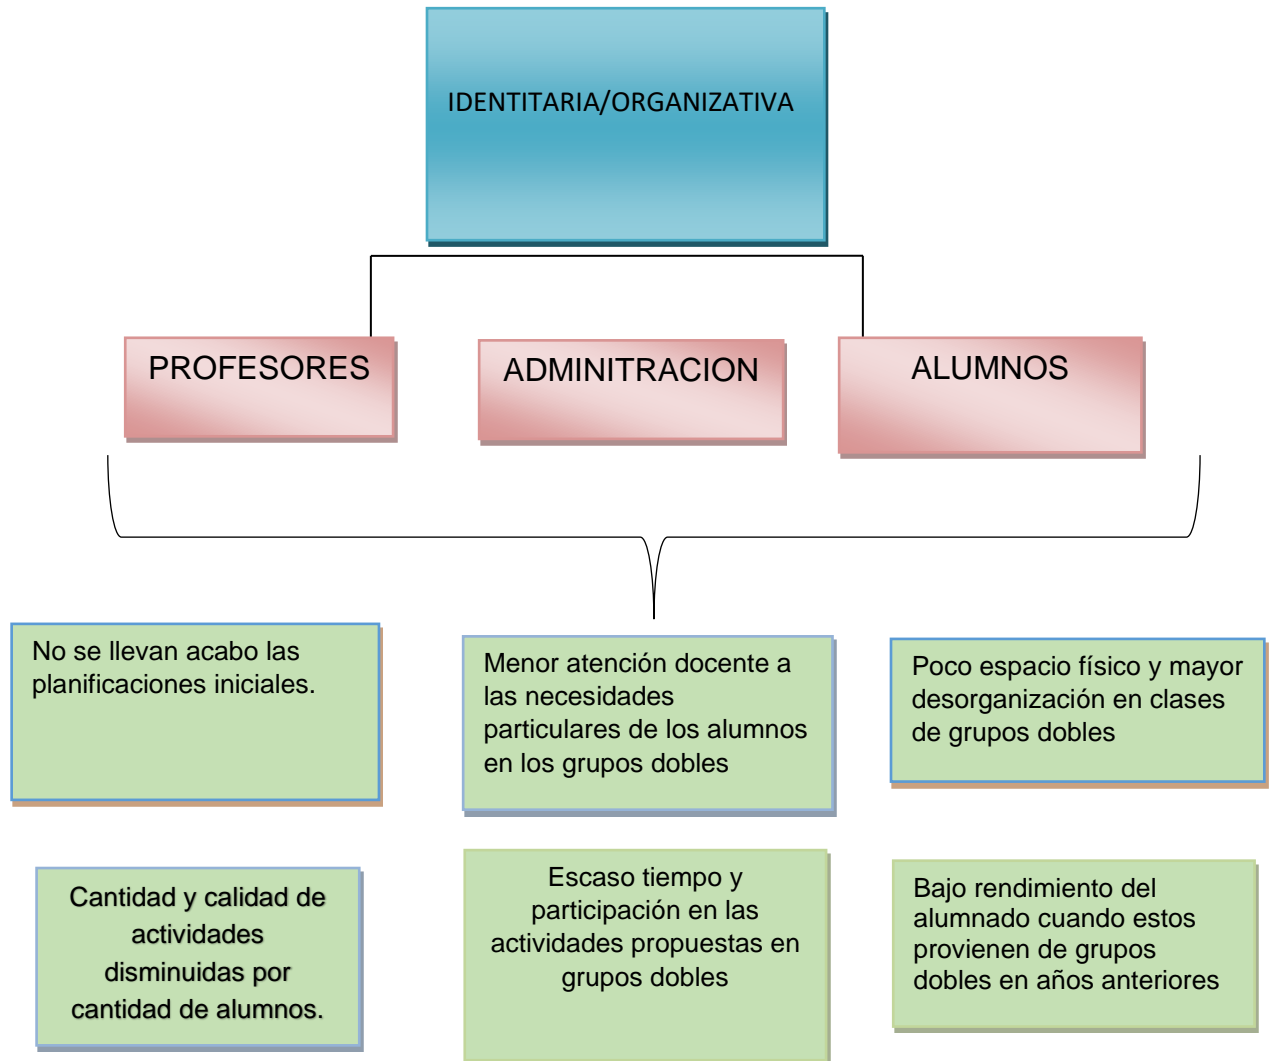 IDENTITARIA/ORGANIZATIVA
PROFESORES
ADMINITRACION
ALUMNOS
No se llevan acabo las
planificaciones iniciales.
Menor atención docente a
las necesidades
particulares de los alumnos
en los grupos dobles
Poco espacio físico y mayor
desorganización en clases
de grupos dobles
Cantidad y calidad de
actividades
disminuidas por
cantidad de alumnos.
Escaso tiempo y
participación en las
actividades propuestas en
grupos dobles
Bajo rendimiento del
alumnado cuando estos
provienen de grupos
dobles en años anteriores